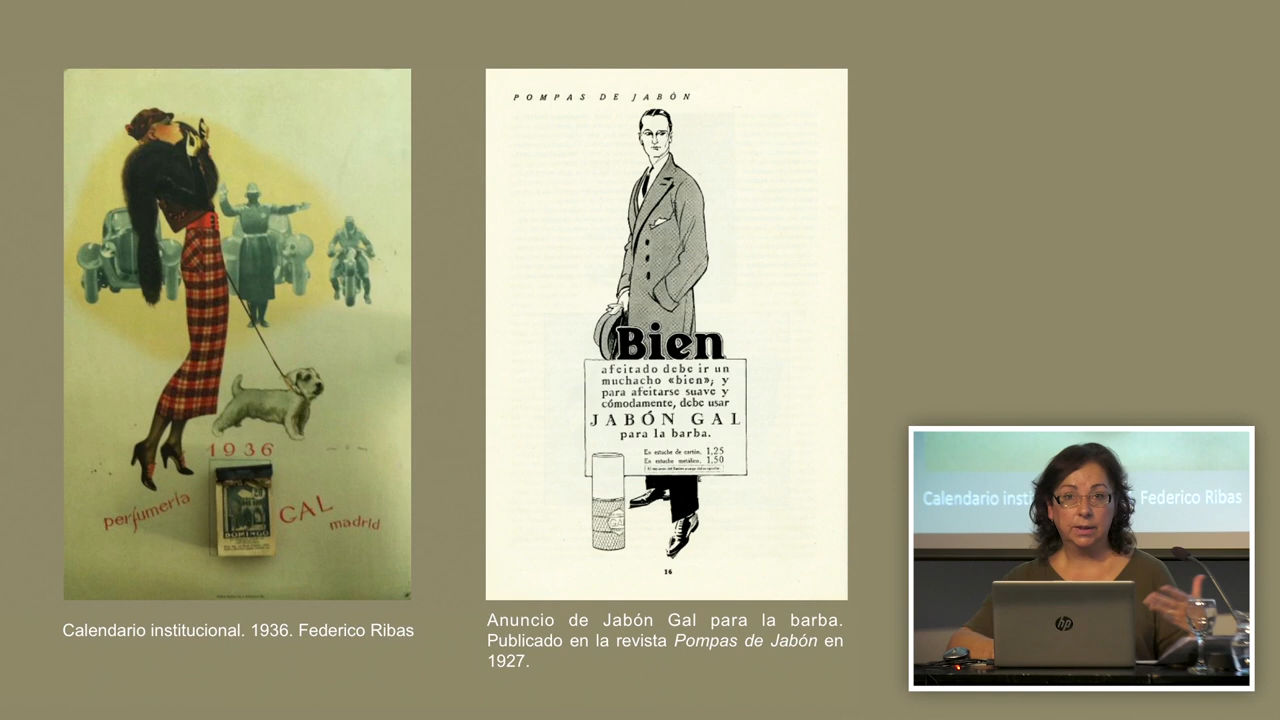 1936
perfumería
GAL
madrid
DOMINGO
Calendario institucional. 1936. Federico Ribas
POMPAS DE JABÓN
Bien
afeitado debe ir un
muchacho «bien»; y
para afeitarse suave y
cómodamente, debe usar
JABÓN GAL
para la barba.
En estuche de cartón, 1,25
En estuche metálico, 1,50
16
Anuncio de Jabón Gal para la barba.
Publicado en la revista Pompas de Jabón en
1927.
Calendario insti
Federico Ribas
hp